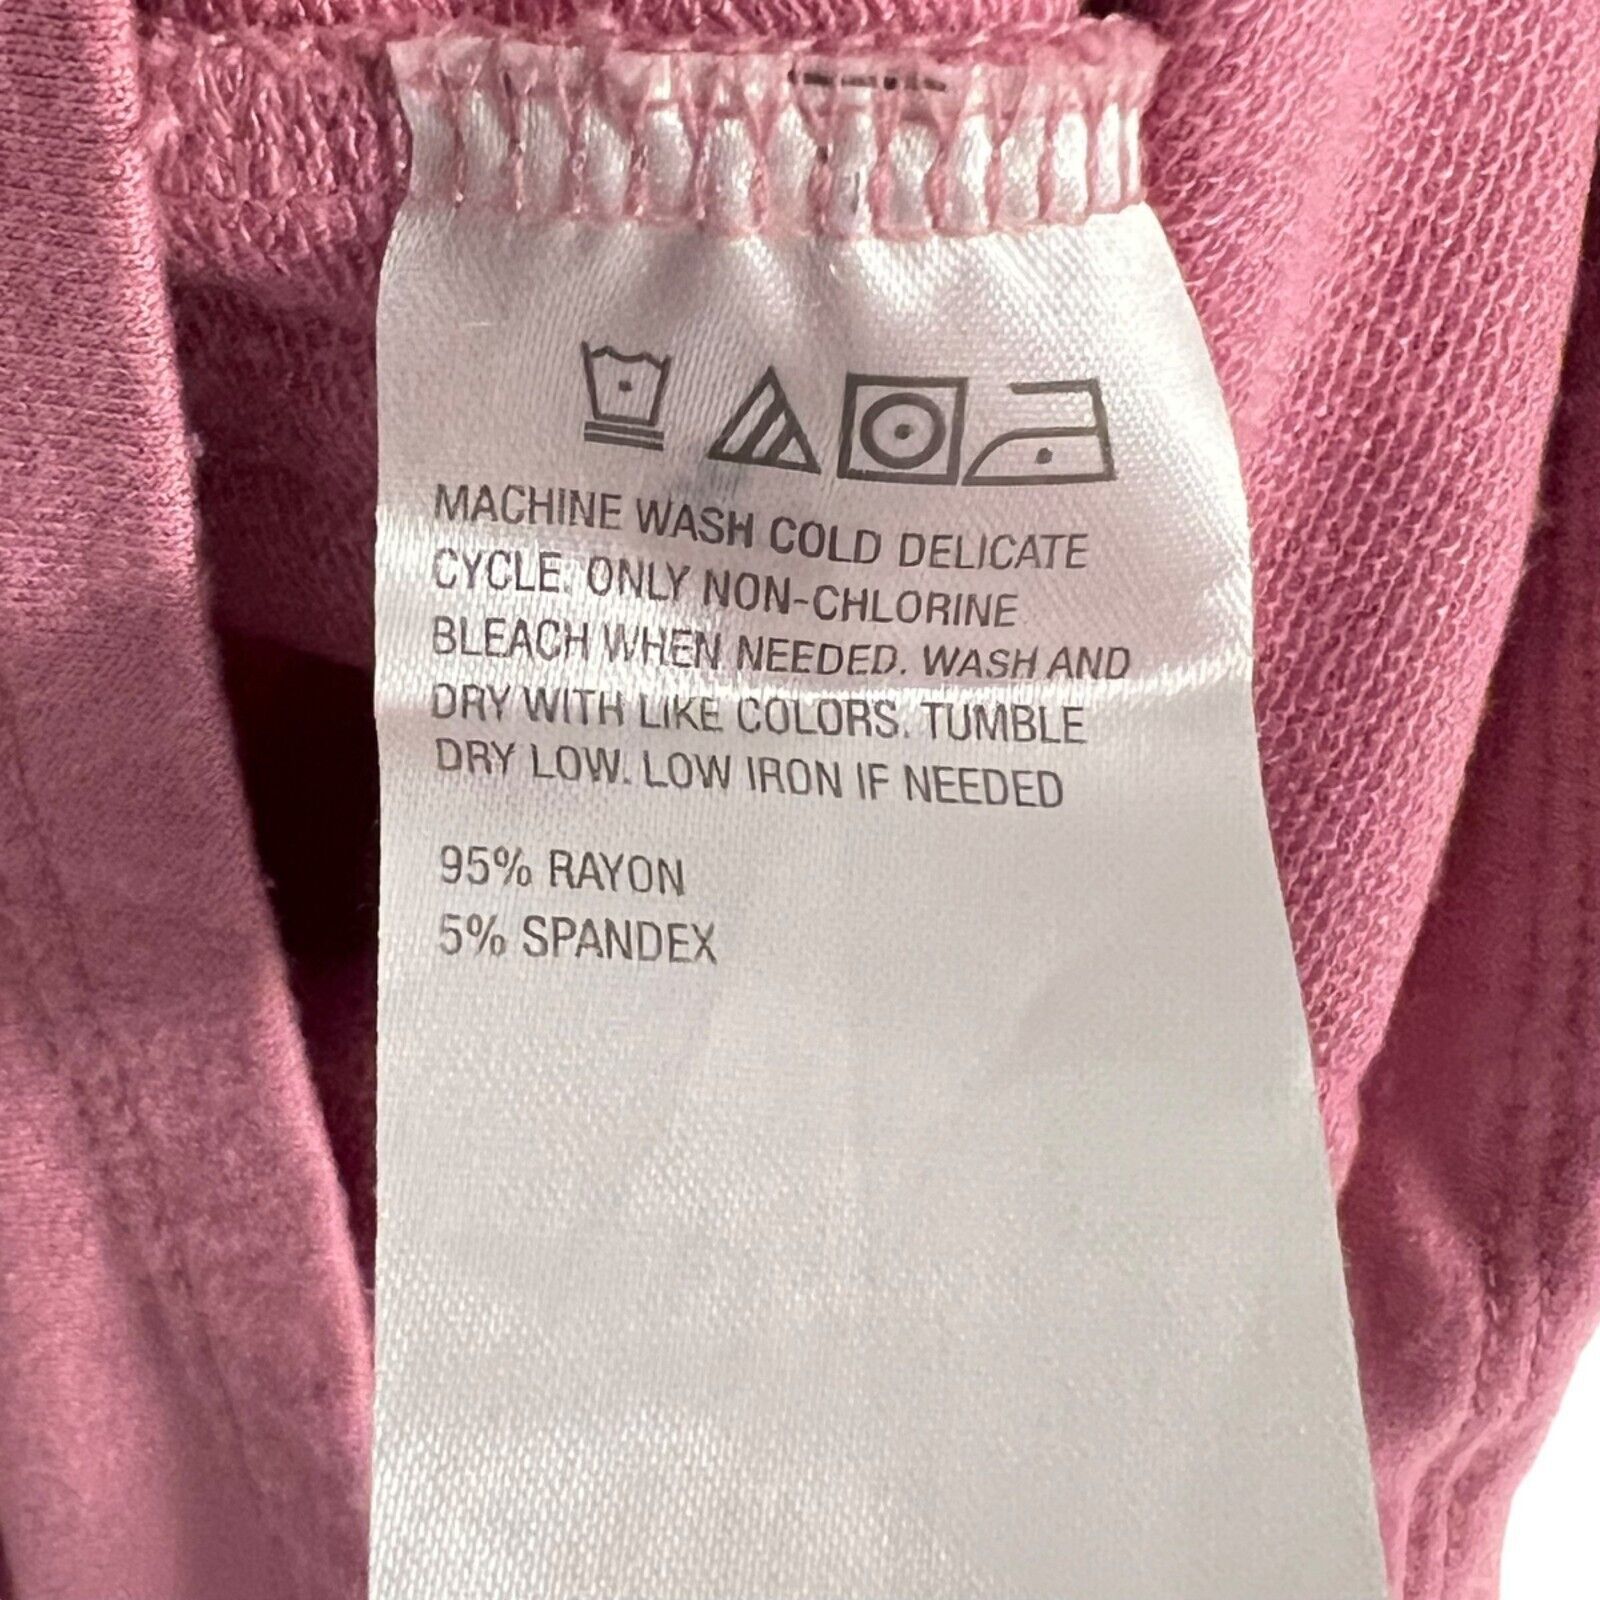 MACHINE WASH COLD DELICATE
CYCLE. ONLY NON-CHLORINE
BLEACH WHEN NEEDED. WASH AND
DRY WITH LIKE COLORS. TUMBLE
DRY LOW. LOW IRON IF NEEDED
95% RAYON
5% SPANDEX